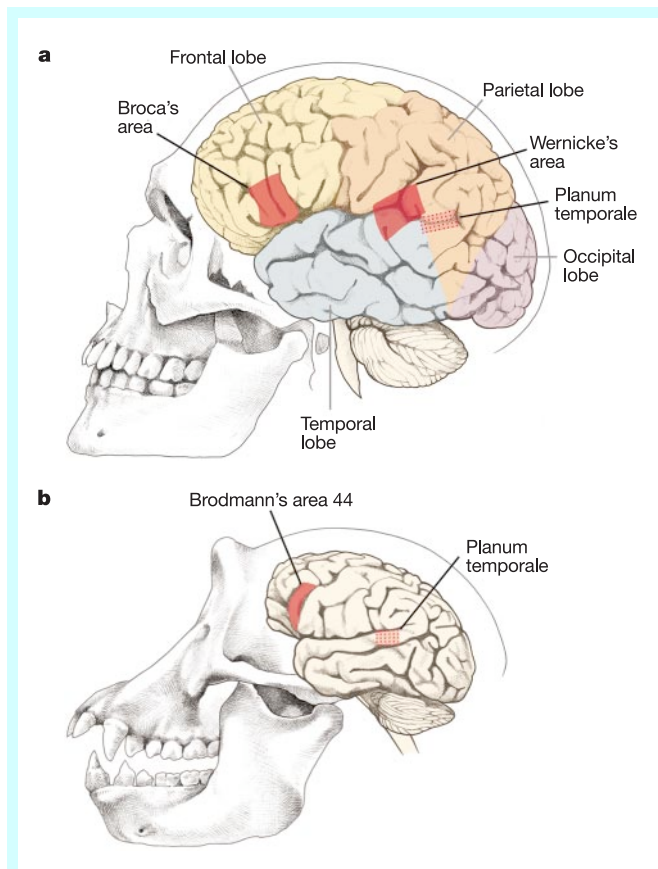 a
Frontal lobe
Parietal lobe
Broca's
area
Wernicke's
area
Planum
temporale
Occipital
lobe
Temporal
lobe
b
Brodmann's area 44
Planum
temporale